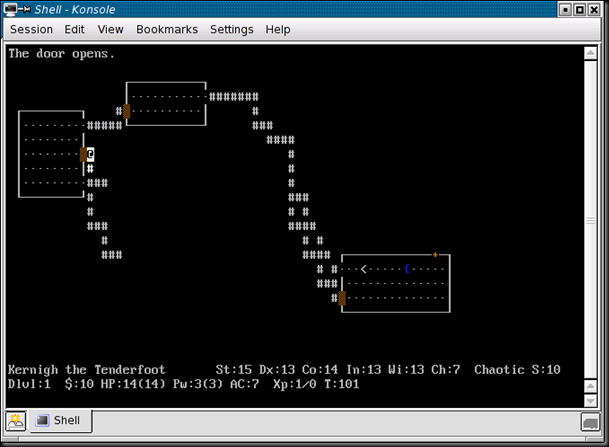 Shell - Konsole
Session Edit View Bookmarks Settings Help
The door opens.
----------#######
#---------- #
-----##### ###
----- ####
-----@ #
----- # #
-----### ###
# # #
### ####
# # #
### ####
+
# #--<---(-----
###--------------
#--------------
Kernigh the Tenderfoot St:15 Dx:13 Co:14 In:13 Wi:13 Ch:7 Chaotic S:10
Dlvl:1 $:10 HP:14(14) Pw:3(3) AC:7 Xp:1/0 T:101
Shell